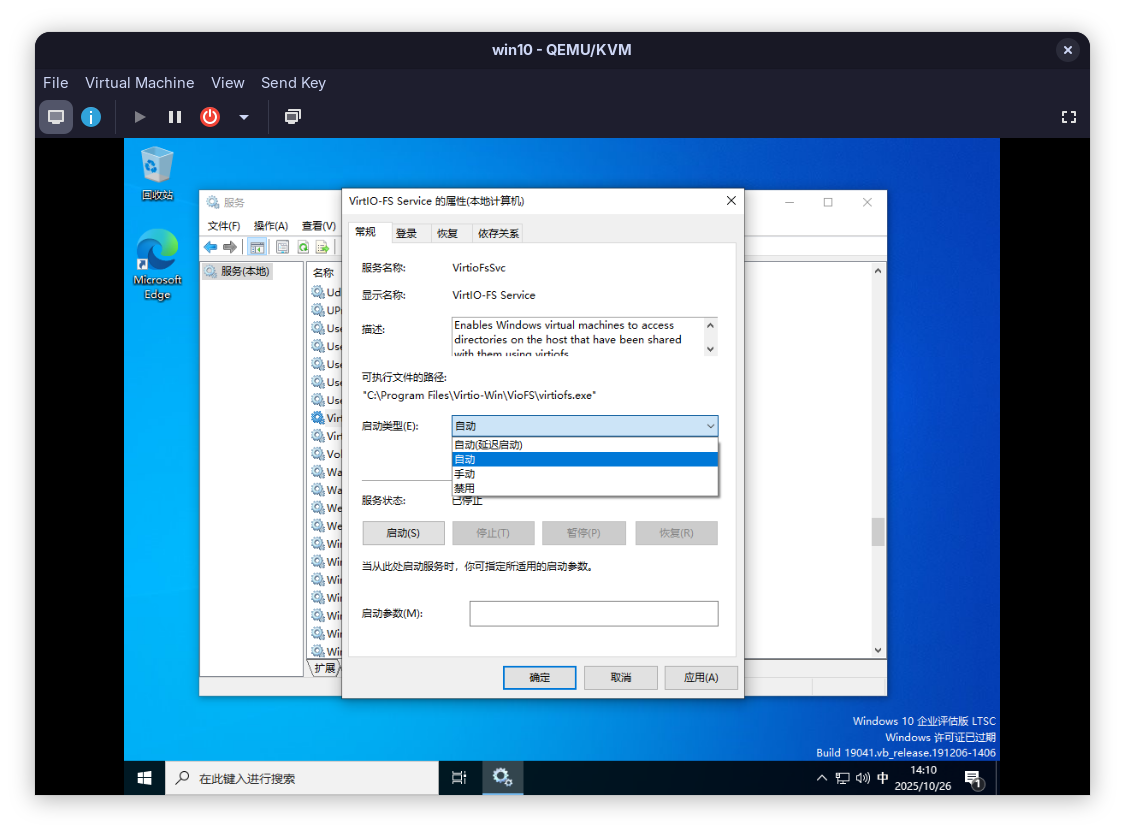 win10 - QEMU/KVM
File Virtual Machine View Send Key
回收站
Microsoft Edge
服务
文件(F) 操作(A) 查看(V)
服务(本地)
名称
Ud
UP
Use
Use
Use
Use
Use
Virt
Virt
Vol
Wa
Wa
We
We
Win
Win
Win
Win
Win
Win
Win
扩展
VirtIO-FS Service 的属性(本地计算机)
常规 登录 恢复 依存关系
服务名称: VirtioFsSvc
显示名称: VirtIO-FS Service
描述: Enables Windows virtual machines to access
directories on the host that have been shared
with them using virtiofs
可执行文件的路径:
"C:\Program Files\Virtio-Win\VioFS\virtiofs.exe"
启动类型(E): 自动
自动(延迟启动)
自动
手动
禁用
服务状态: 已停止
启动(S) 停止(T) 暂停(P) 恢复(R)
当从此处启动服务时，你可指定所适用的启动参数。
启动参数(M):
确定 取消 应用(A)
Windows 10 企业评估版 LTSC
Windows 许可证已过期
Build 19041.vb_release.191206-1406
在此键入进行搜索
中
14:10
2025/10/26
1